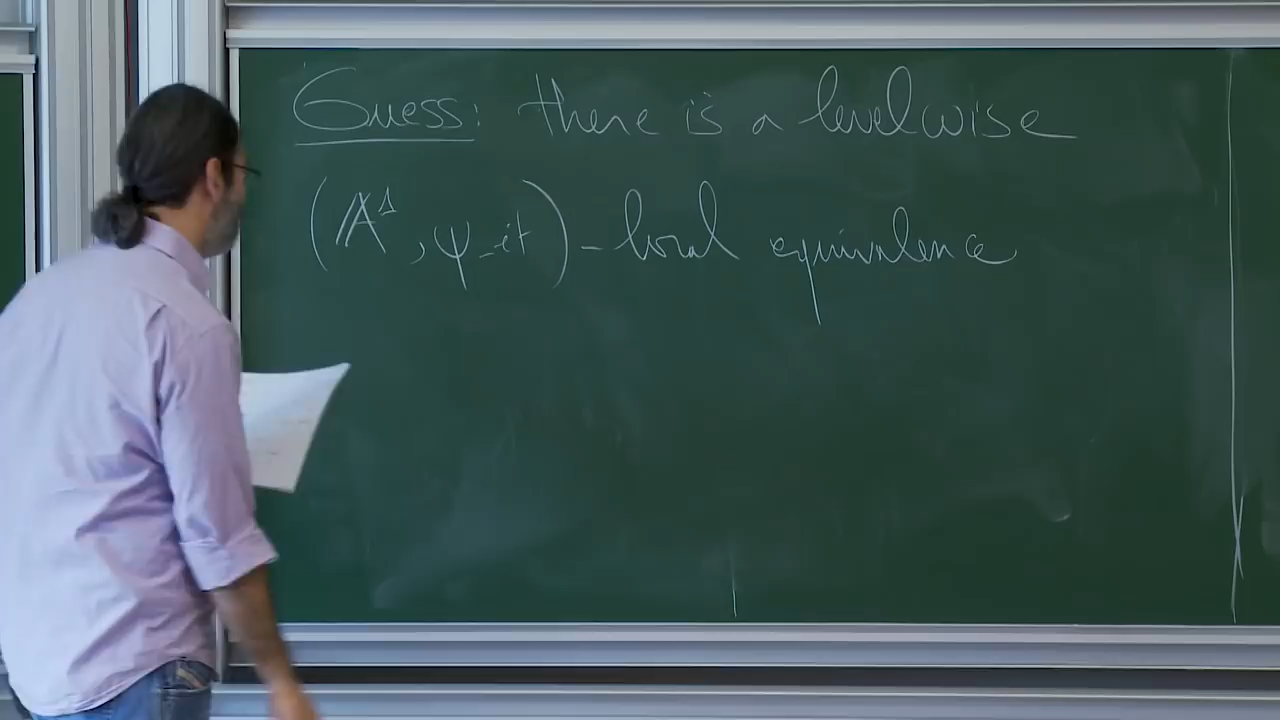 Guess: there is a levelwise
(𝔸¹, ψ-ét)-local equivalence